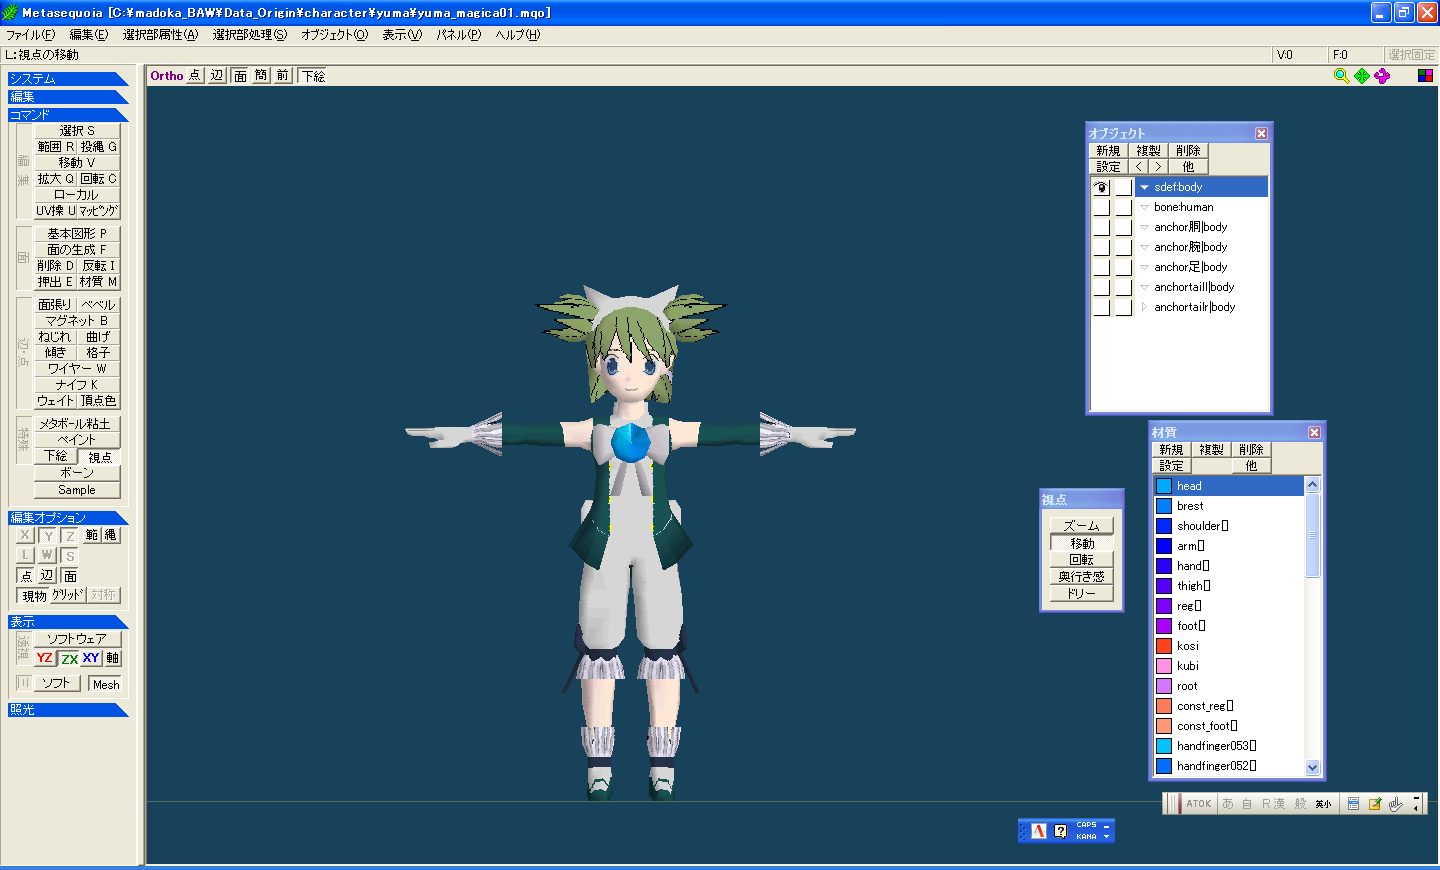 Metasequoia [C:¥madoka_BAW¥Data_Origin¥character¥yuma¥yuma_magica01.mqo]
ファイル(F) 編集(E) 選択部属性(A) 選択部処理(S) オブジェクト(O) 表示(V) パネル(P) ヘルプ(H)
L:視点の移動 V:0 F:0 選択固定
Ortho 点 辺 面 簡 前 下絵
システム
編集
コマンド
編集
選択 S
範囲 R 投縄 G
移動 V
拡大 Q 回転 C
ローカル
UV操 U マッピング
面
基本図形 P
面の生成 F
削除 D 反転 I
押出 E 材質 M
辺・点
面張り ベベル
マグネット B
ねじれ 曲げ
傾き 格子
ワイヤー W
ナイフ K
ウェイト 頂点色
特殊
メタボール粘土
ペイント
下絵 視点
ボーン
Sample
編集オプション
X Y Z 範 縄
L W S
点 辺 面
現物 グリッド 対称
表示
透視
ソフトウェア
YZ ZX XY 軸
三 ソフト Mesh
照光
オブジェクト
新規 複製 削除
設定 < > 他
sdef:body
bone:human
anchor胴|body
anchor腕|body
anchor足|body
anchortaill|body
anchortailr|body
視点
ズーム
移動
回転
奥行き感
ドリー
材質
新規 複製 削除
設定 他
head
brest
shoulder[]
arm[]
hand[]
thigh[]
reg[]
foot[]
kosi
kubi
root
const_reg[]
const_foot[]
handfinger053[]
handfinger052[]
ATOK あ 自 R漢 般 英小
A ? CAPS
KANA